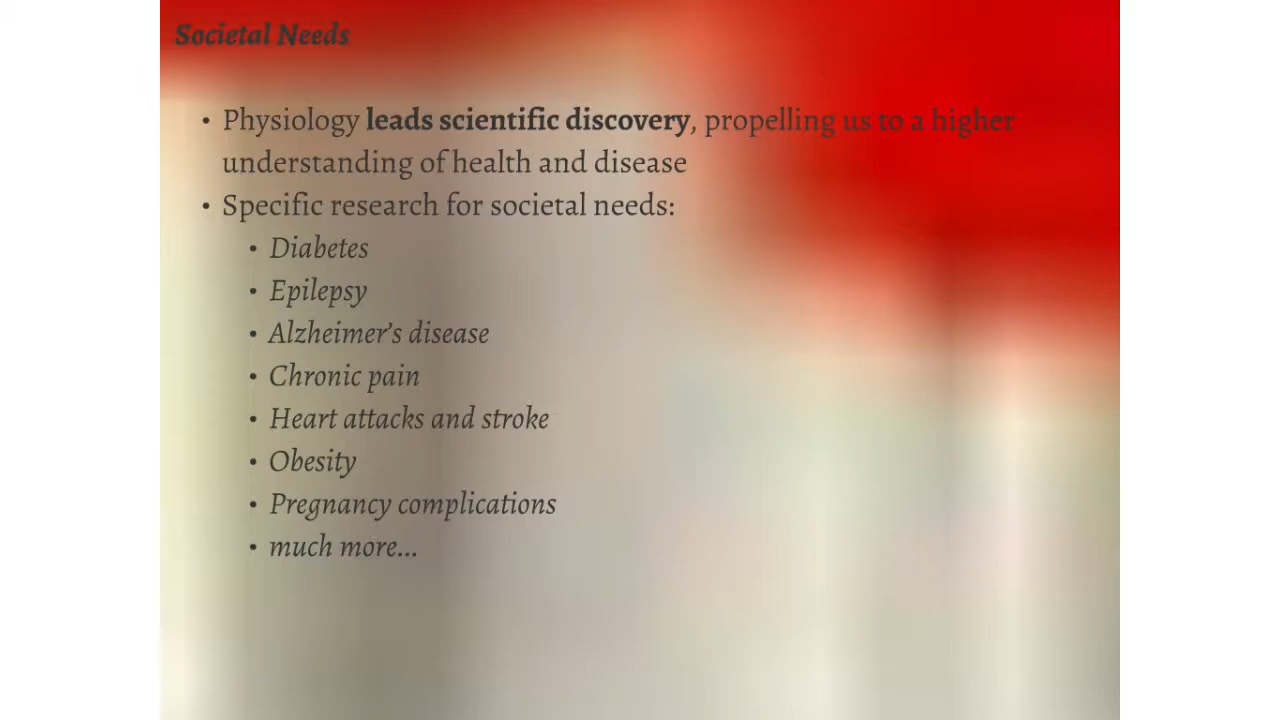 Societal Needs
• Physiology leads scientific discovery, propelling us to a higher
understanding of health and disease
• Specific research for societal needs:
• Diabetes
• Epilepsy
• Alzheimer's disease
• Chronic pain
• Heart attacks and stroke
• Obesity
• Pregnancy complications
• much more...